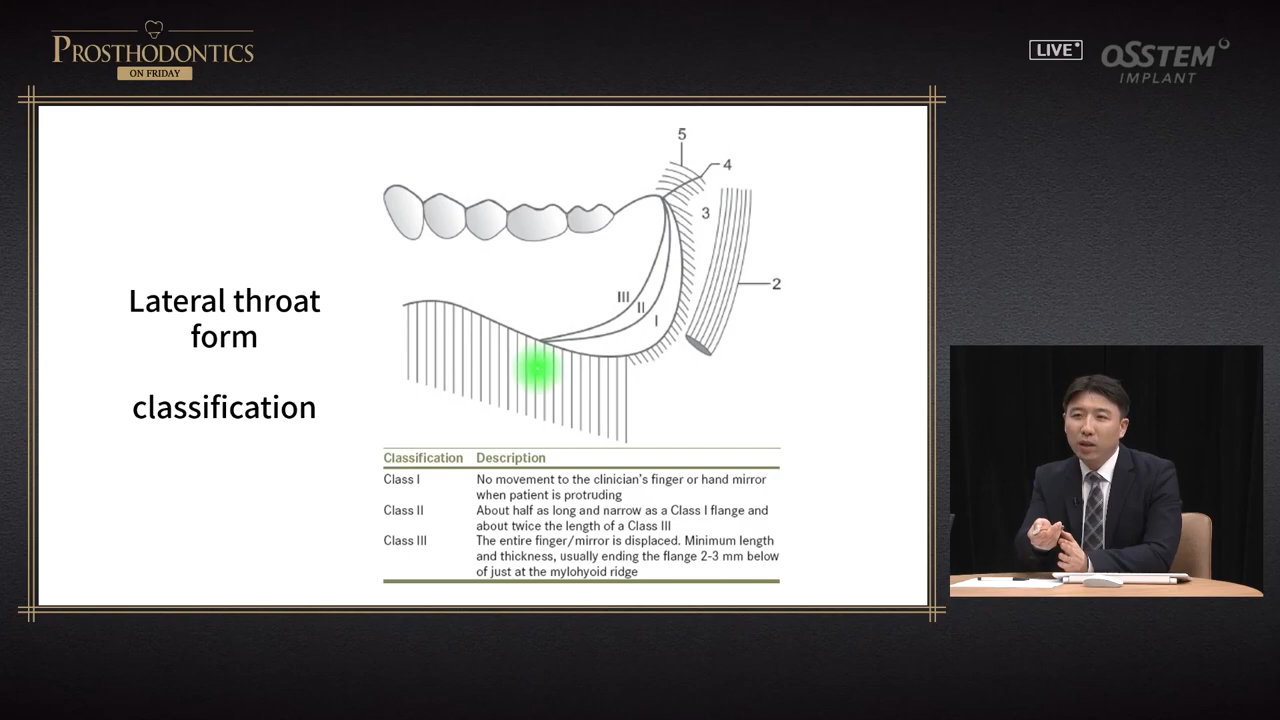 PROSTHODONTICS
ON FRIDAY
LIVE
OSSTEM
IMPLANT
Lateral throat
form
classification
5
4
3
2
III
II
I
Classification Description
Class I No movement to the clinician's finger or hand mirror
when patient is protruding
Class II About half as long and narrow as a Class I flange and
about twice the length of a Class III
Class III The entire finger/mirror is displaced. Minimum length
and thickness, usually ending the flange 2-3 mm below
of just at the mylohyoid ridge